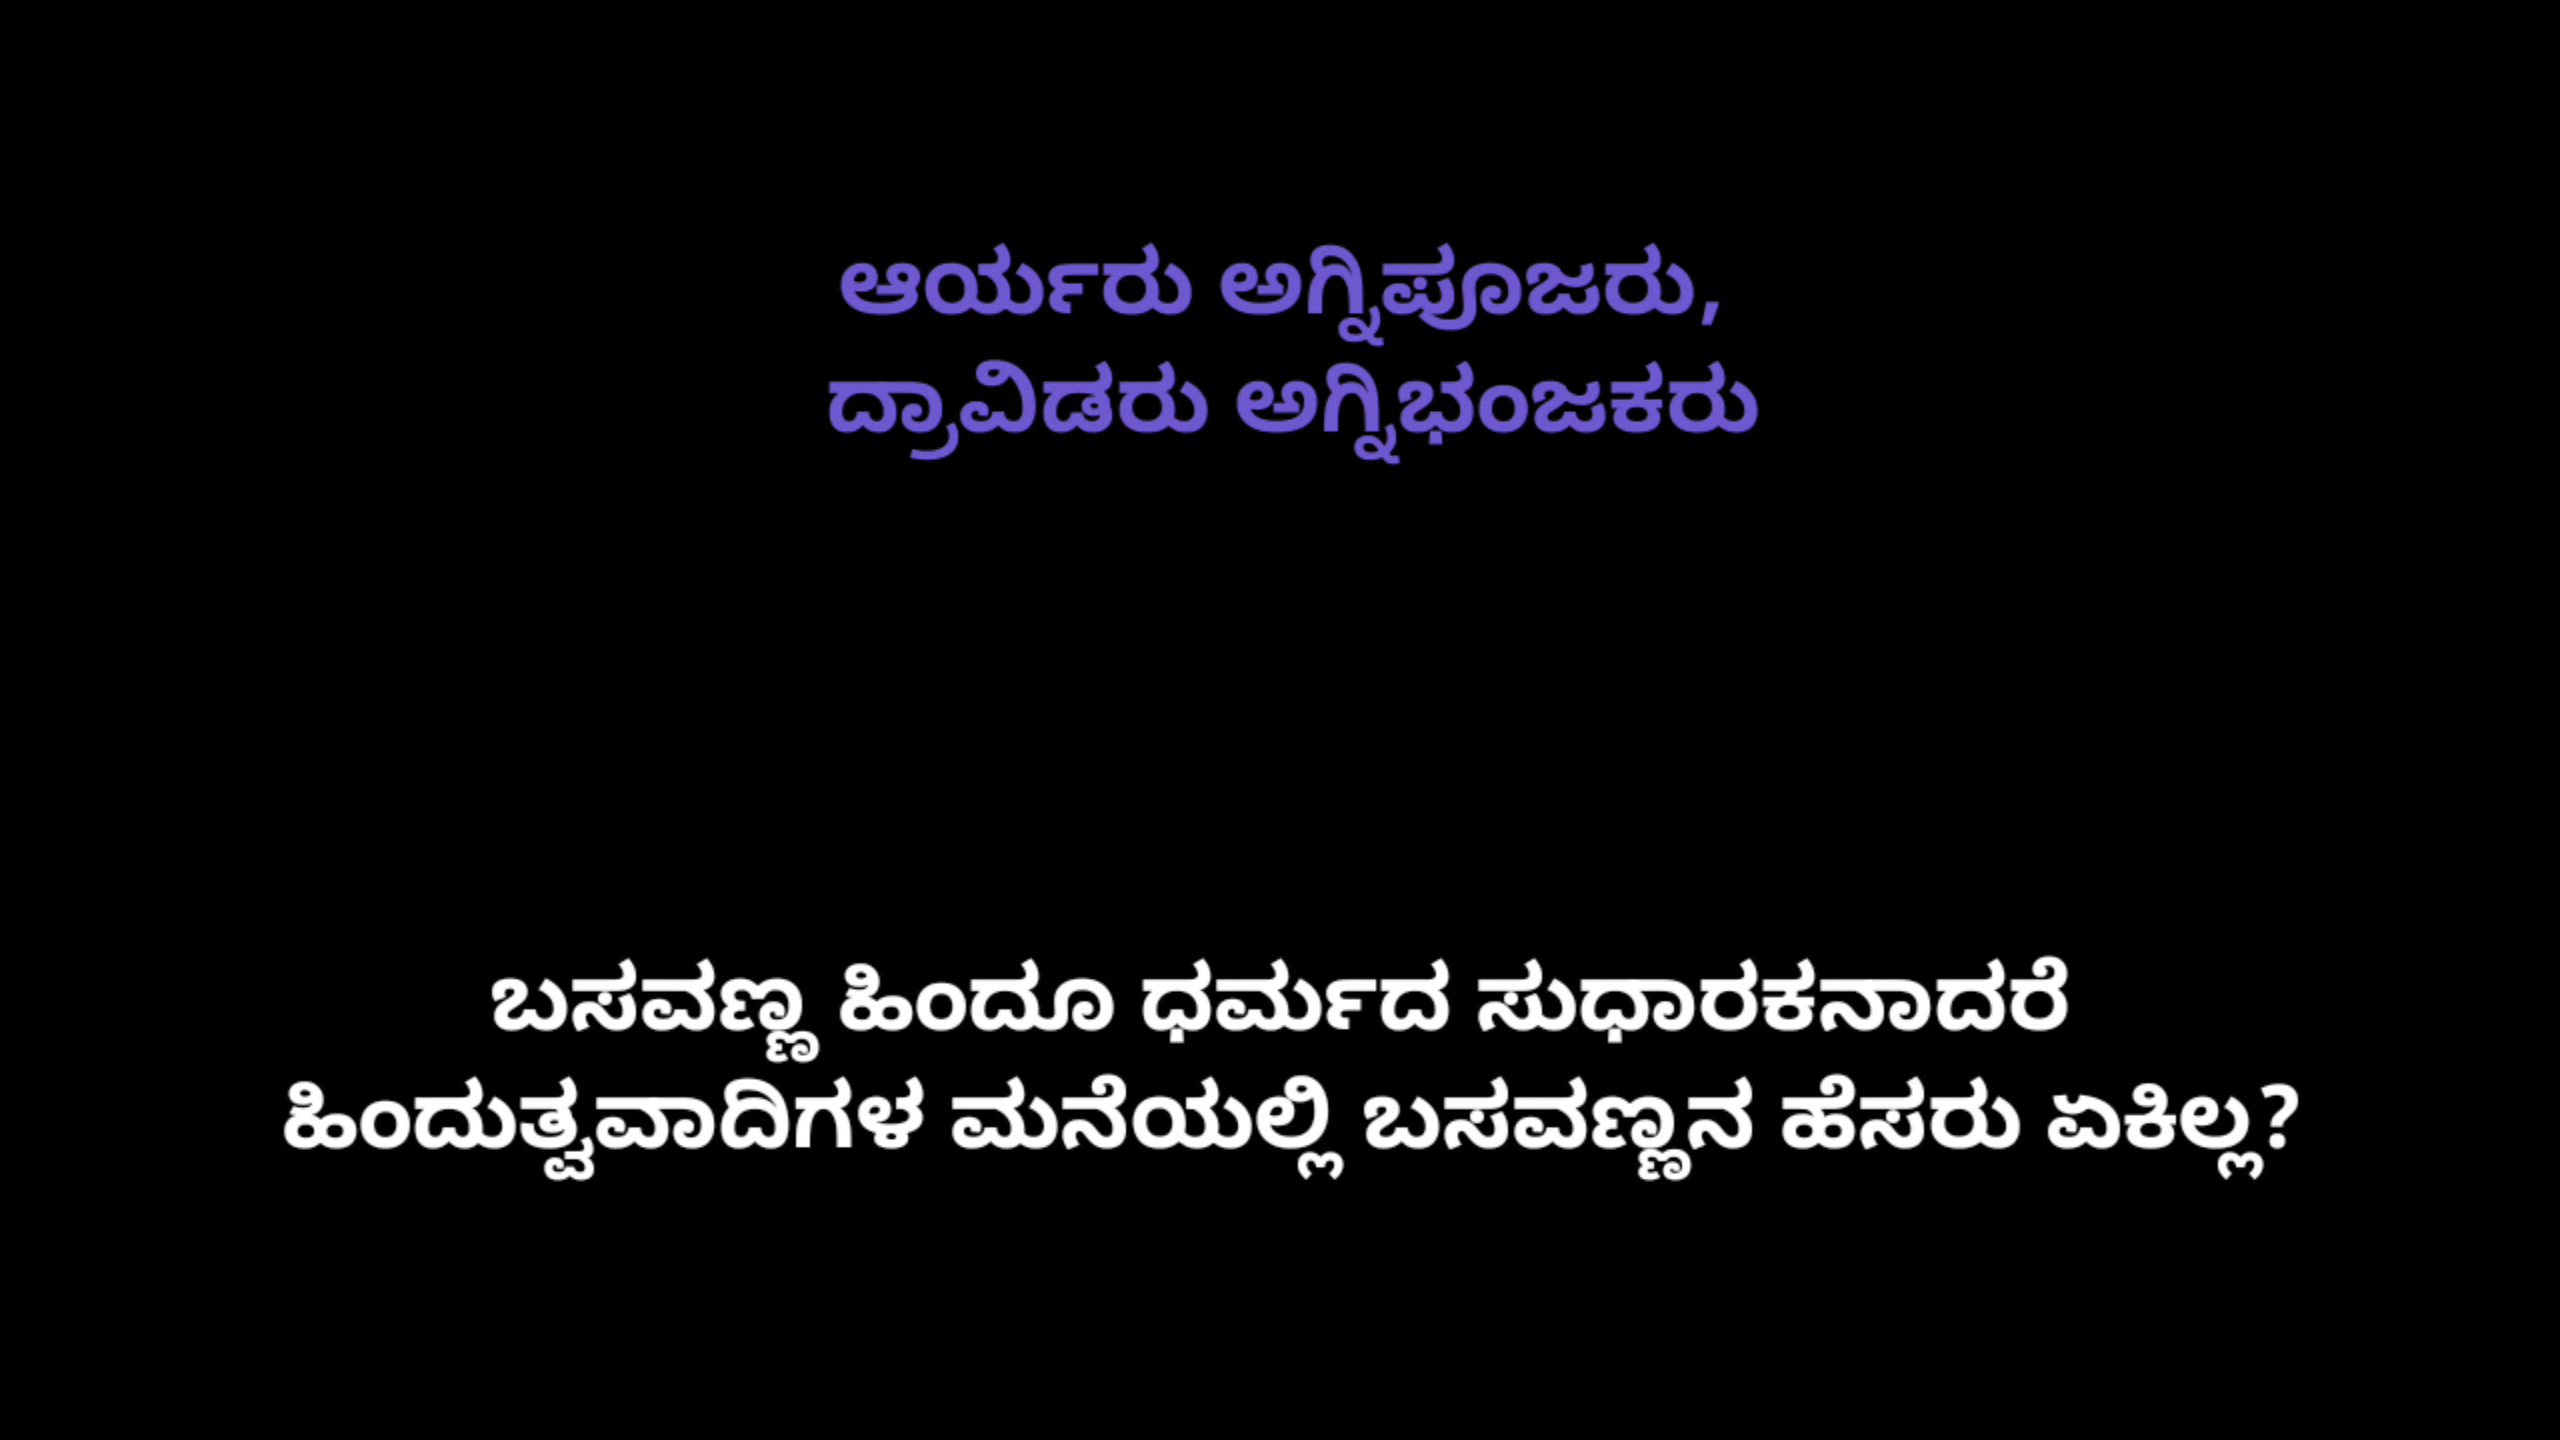 ಆರ್ಯರು ಅಗ್ನಿಪೂಜರು,
ದ್ರಾವಿಡರು ಅಗ್ನಿಭಂಜಕರು
ಬಸವಣ್ಣ ಹಿಂದೂ ಧರ್ಮದ ಸುಧಾರಕನಾದರೆ
ಹಿಂದುತ್ವವಾದಿಗಳ ಮನೆಯಲ್ಲಿ ಬಸವಣ್ಣನ ಹೆಸರು ಏಕಿಲ್ಲ?